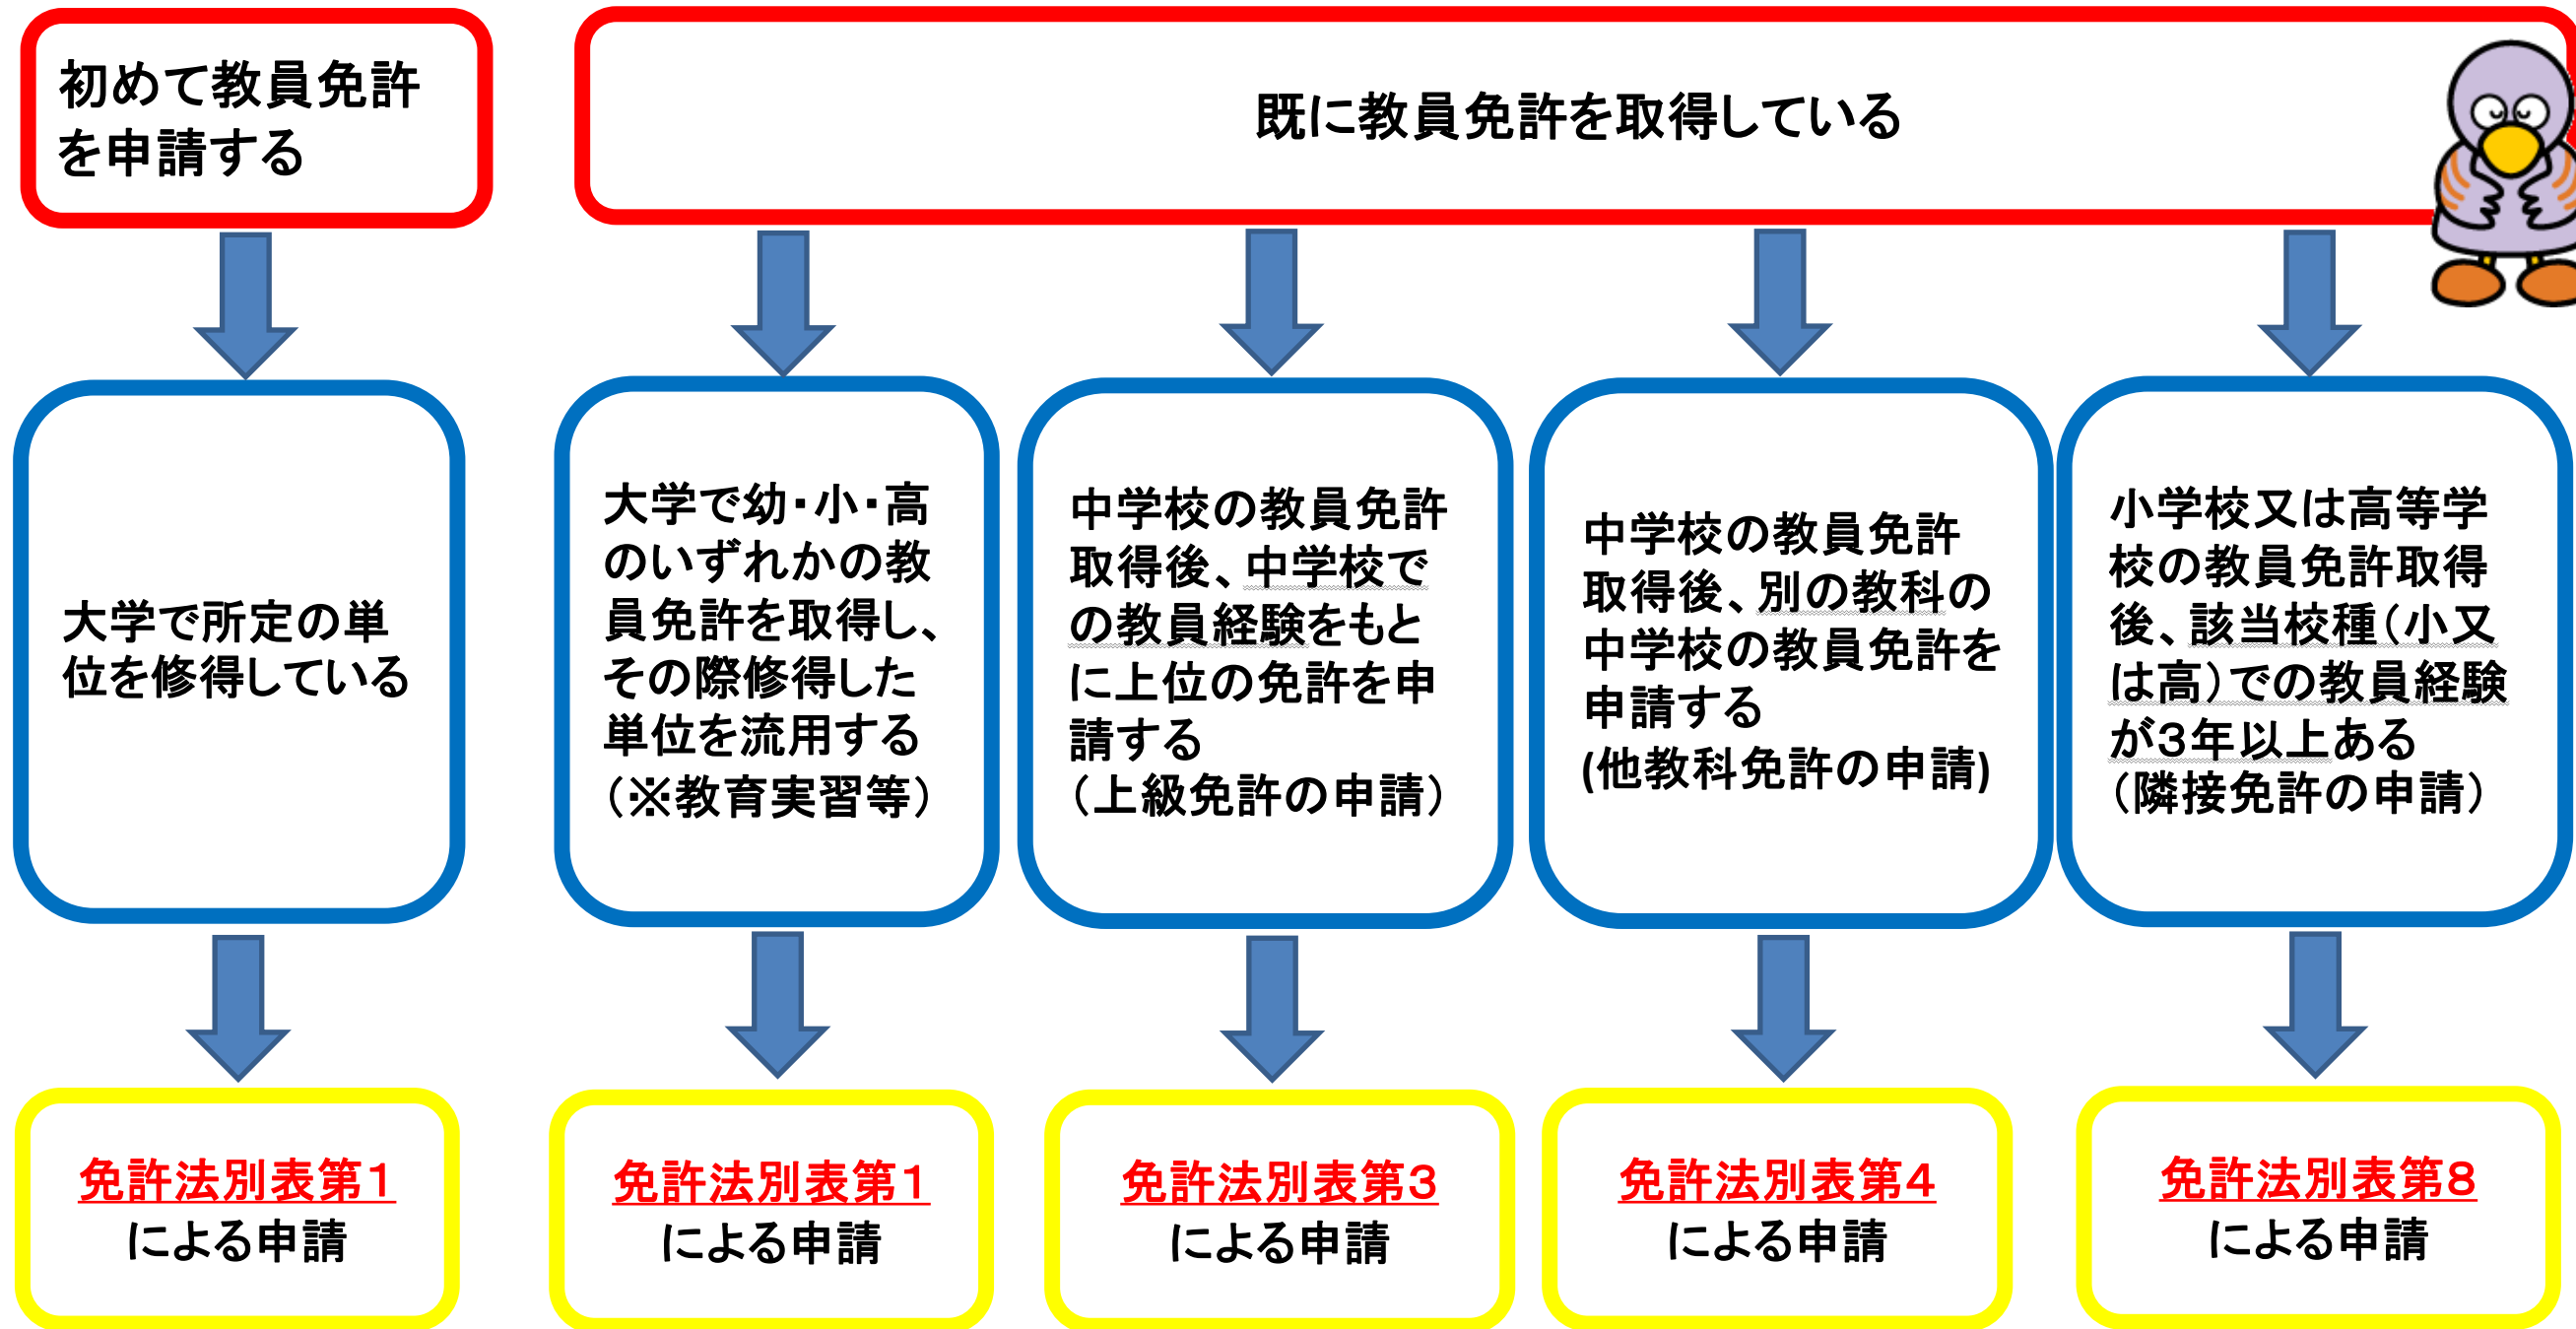 初めて教員免許
を申請する
既に教員免許を取得している
大学で所定の単
位を修得している
大学で幼・小・高
のいずれかの教
員免許を取得し、
その際修得した
単位を流用する
（※教育実習等）
中学校の教員免許
取得後、中学校で
の教員経験をもと
に上位の免許を申
請する
（上級免許の申請）
中学校の教員免許
取得後、別の教科の
中学校の教員免許を
申請する
(他教科免許の申請)
小学校又は高等学
校の教員免許取得
後、該当校種（小又
は高）での教員経験
が３年以上ある
（隣接免許の申請）
免許法別表第１
による申請
免許法別表第１
による申請
免許法別表第３
による申請
免許法別表第４
による申請
免許法別表第８
による申請